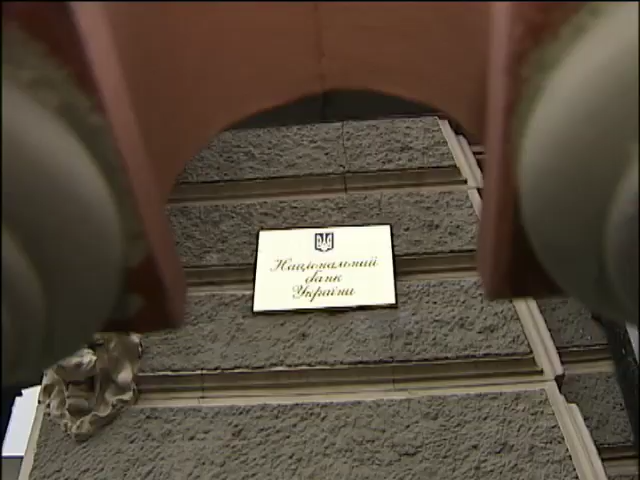 Національний
банк
України